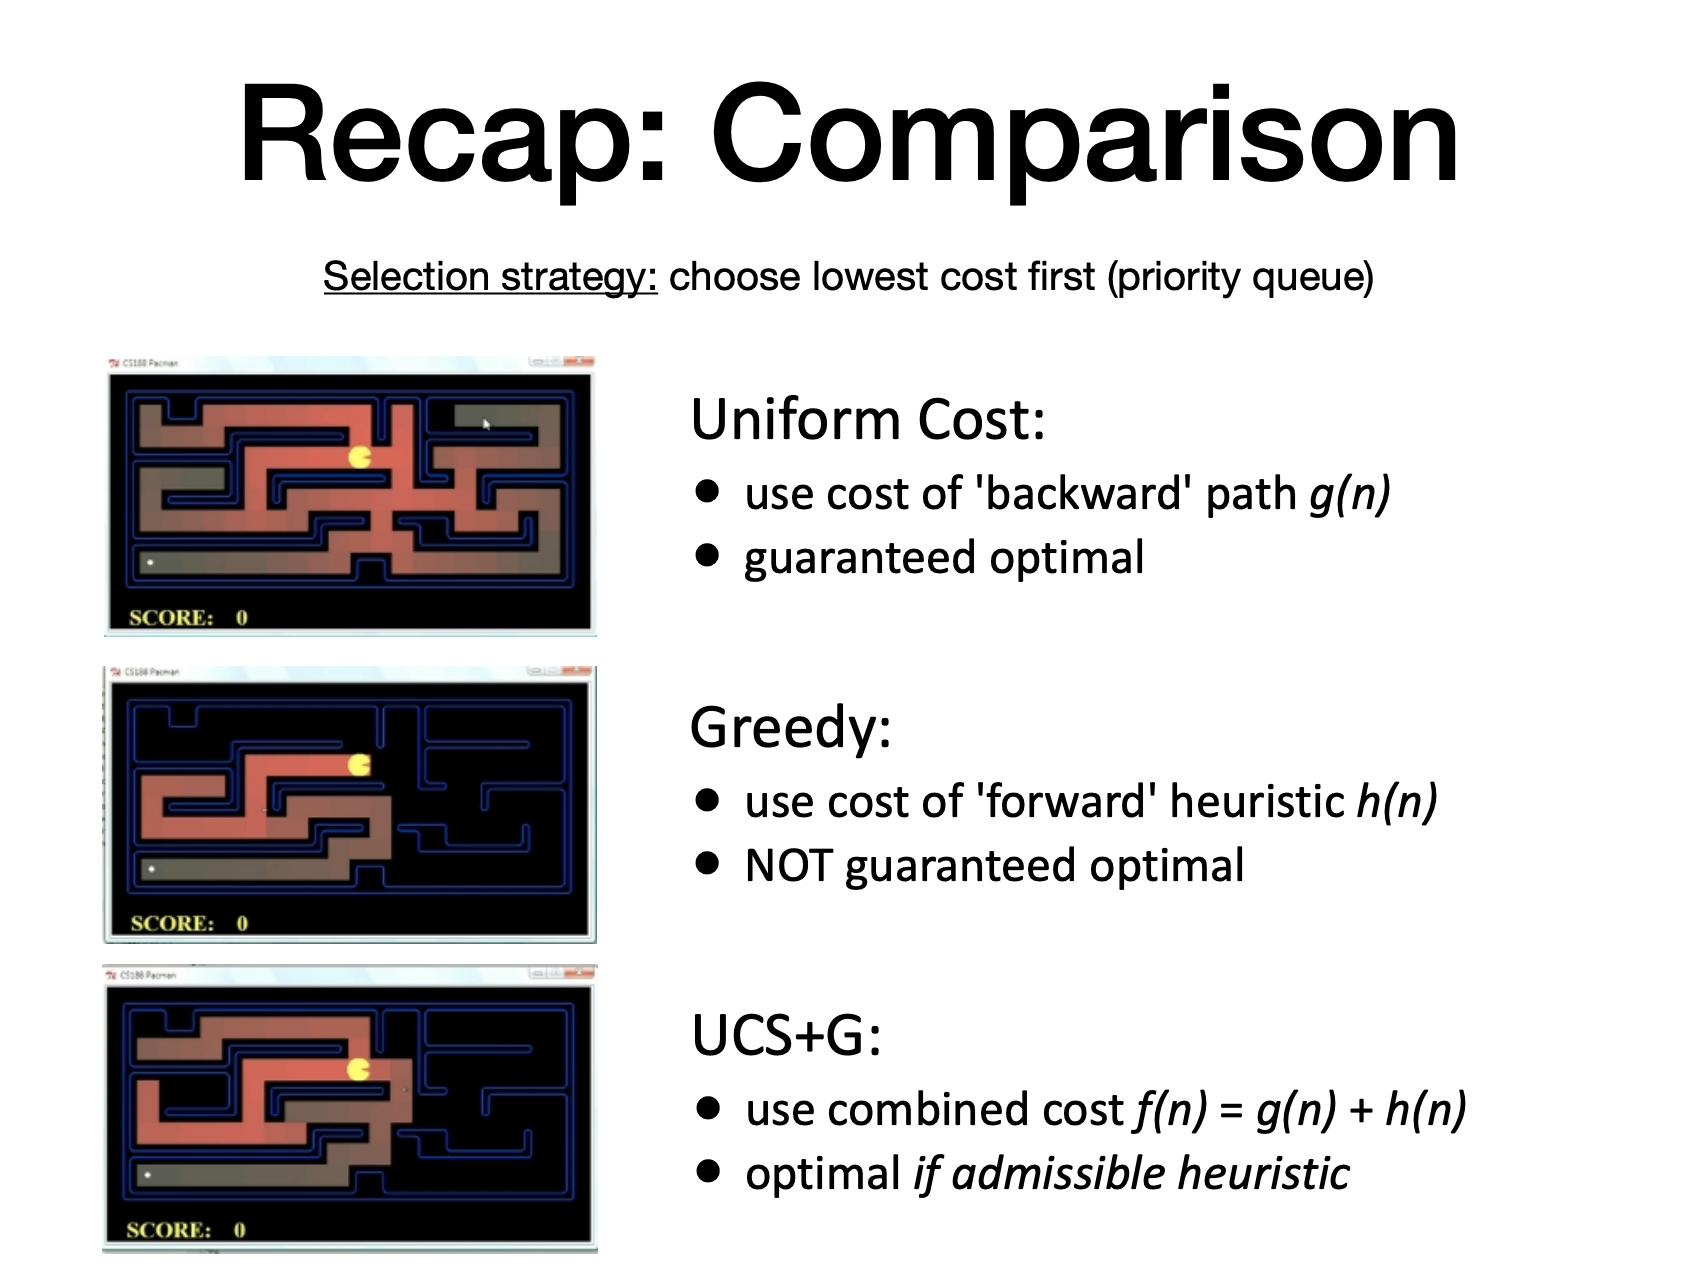 Recap: Comparison
Selection strategy: choose lowest cost first (priority queue)
CS188 Pacman
SCORE: 0
Uniform Cost:
● use cost of 'backward' path g(n)
● guaranteed optimal
CS188 Pacman
SCORE: 0
Greedy:
● use cost of 'forward' heuristic h(n)
● NOT guaranteed optimal
CS188 Pacman
SCORE: 0
UCS+G:
● use combined cost f(n) = g(n) + h(n)
● optimal if admissible heuristic